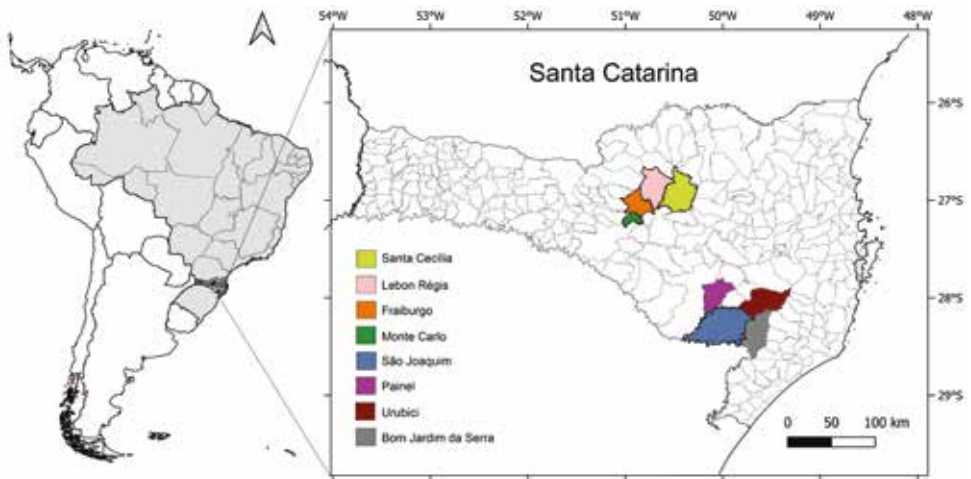 54°W 53°W 52°W 51°W 50°W 49°W 48°W
Santa Catarina
26°S
27°S
28°S
29°S
Santa Cecília
Lebon Régis
Fraiburgo
Monte Carlo
São Joaquim
Painel
Urubici
Bom Jardim da Serra
0 50 100 km